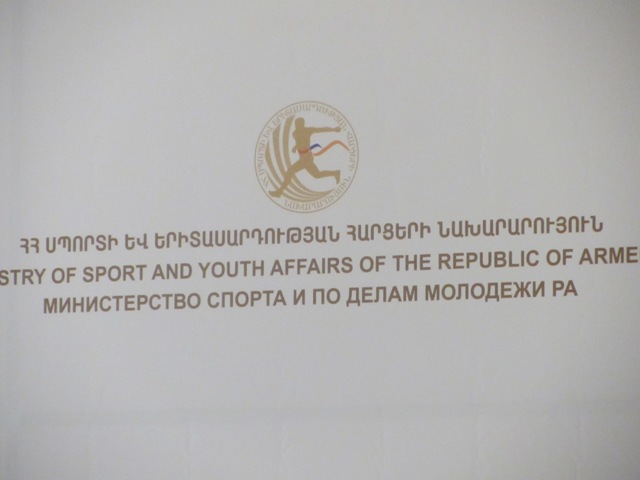 ՀՀ ՍՊՈՐՏԻ ԵՎ ԵՐԻՏԱՍԱՐԴՈՒԹՅԱՆ ՀԱՐՑԵՐԻ ՆԱԽԱՐԱՐՈՒՅՈՒՆ
STRY OF SPORT AND YOUTH AFFAIRS OF THE REPUBLIC OF ARME
МИНИСТЕРСТВО СПОРТА И ПО ДЕЛАМ МОЛОДЕЖИ РА